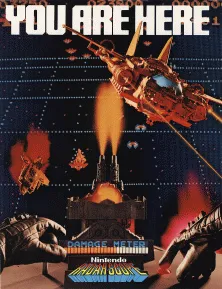 YOU ARE HERE
DAMAGE METER
Nintendo
RADAR SCOPE